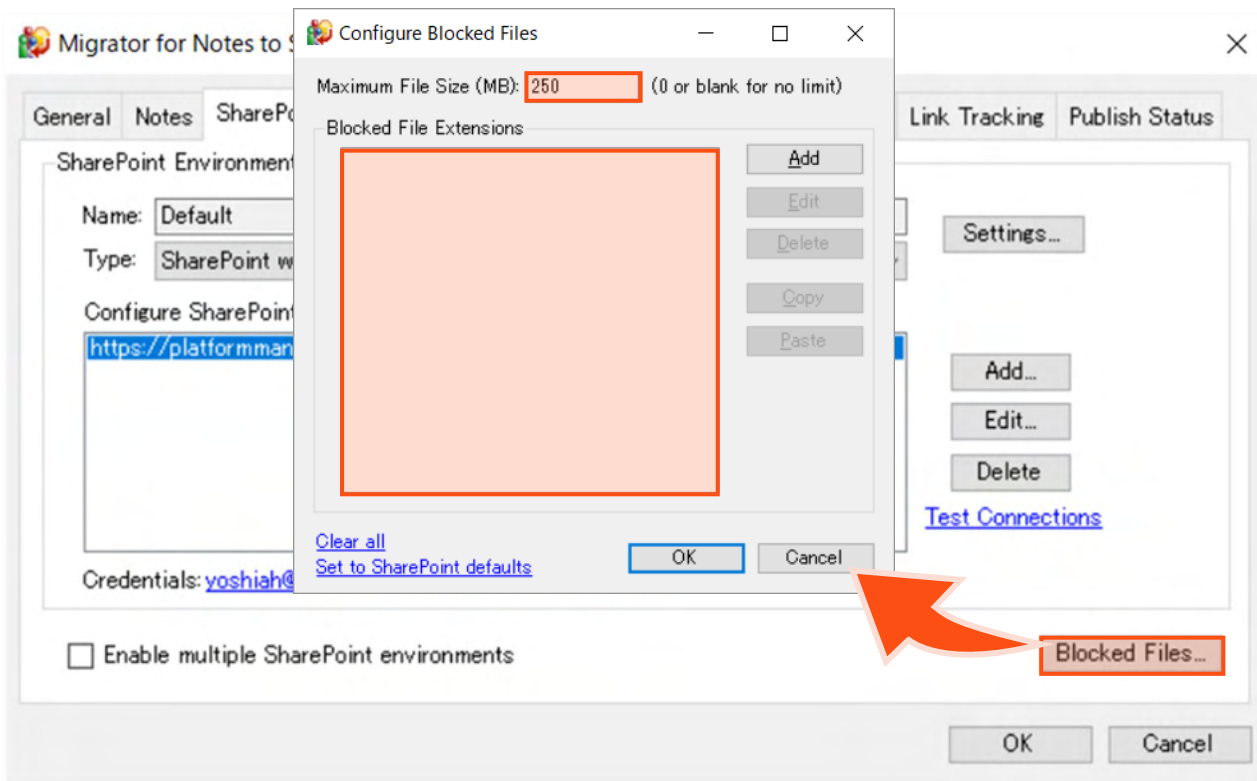 Migrator for Notes to S
Configure Blocked Files
General
Notes
SharePo
Link Tracking
Publish Status
SharePoint Environment
Name:
Default
Type:
SharePoint w
Settings...
Configure SharePoint
https://platformman
Add...
Edit...
Delete
Test Connections
Credentials: yoshiah@
Maximum File Size (MB): 250 (0 or blank for no limit)
Blocked File Extensions
Add
Edit
Delete
Copy
Paste
Clear all
Set to SharePoint defaults
OK
Cancel
Enable multiple SharePoint environments
Blocked Files...
OK
Cancel